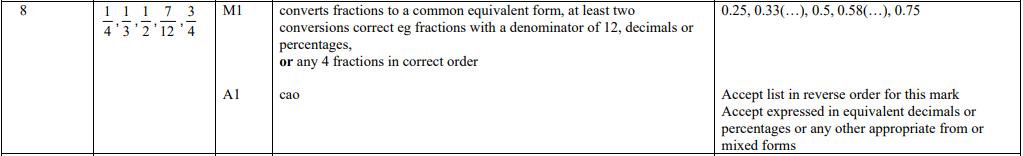 8
1/4, 1/3, 1/2, 7/12, 3/4
M1
converts fractions to a common equivalent form, at least two
conversions correct eg fractions with a denominator of 12, decimals or
percentages,
or any 4 fractions in correct order
0.25, 0.33(…), 0.5, 0.58(…), 0.75
A1
cao
Accept list in reverse order for this mark
Accept expressed in equivalent decimals or
percentages or any other appropriate from or
mixed forms